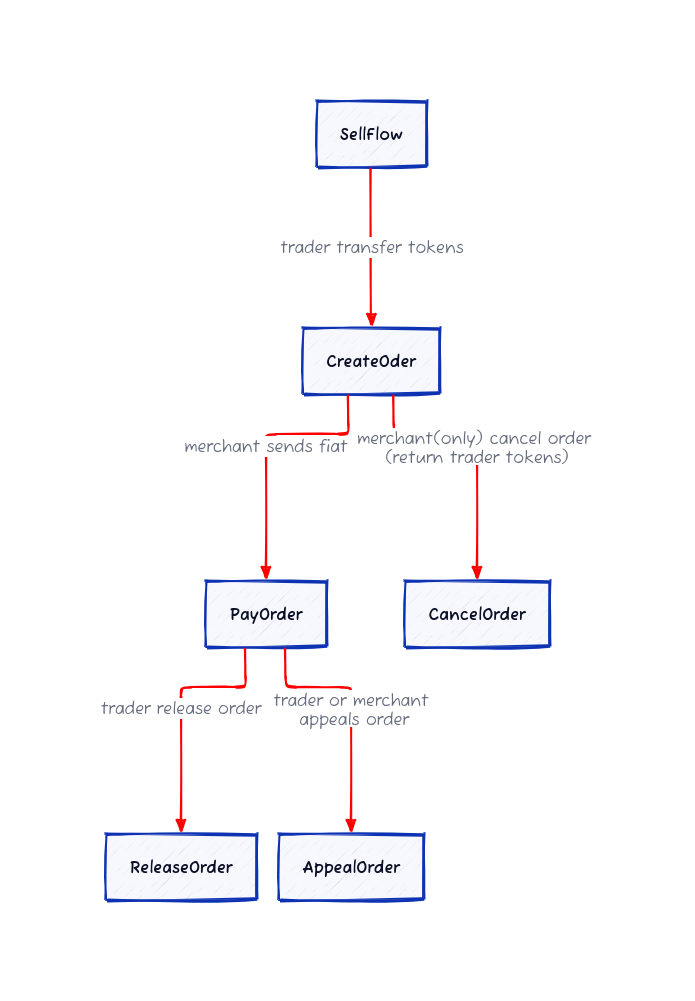 SellFlow
trader transfer tokens
CreateOder
merchant sends fiat
merchant(only) cancel order
(return trader tokens)
PayOrder
CancelOrder
trader release order
trader or merchant
appeals order
ReleaseOrder
AppealOrder